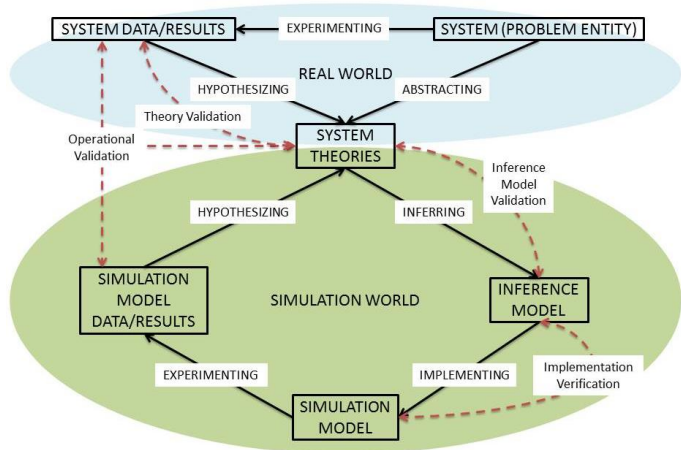 SYSTEM DATA/RESULTS
EXPERIMENTING
SYSTEM (PROBLEM ENTITY)
REAL WORLD
HYPOTHESIZING
ABSTRACTING
Theory Validation
Operational
Validation
SYSTEM
THEORIES
Inference
Model
Validation
HYPOTHESIZING
INFERRING
SIMULATION
MODEL
DATA/RESULTS
SIMULATION WORLD
INFERENCE
MODEL
EXPERIMENTING
IMPLEMENTING
Implementation
Verification
SIMULATION
MODEL